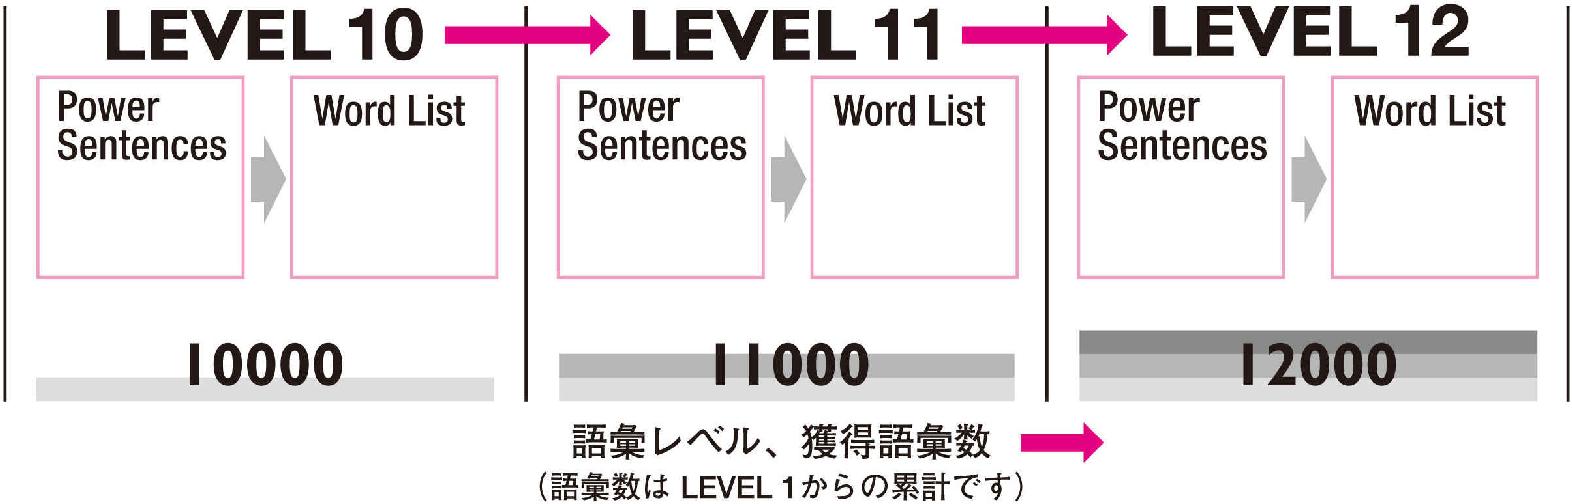 LEVEL 10
LEVEL 11
LEVEL 12
Power
Sentences
Word List
Power
Sentences
Word List
Power
Sentences
Word List
10000
11000
12000
語彙レベル、獲得語彙数
（語彙数は LEVEL 1からの累計です）